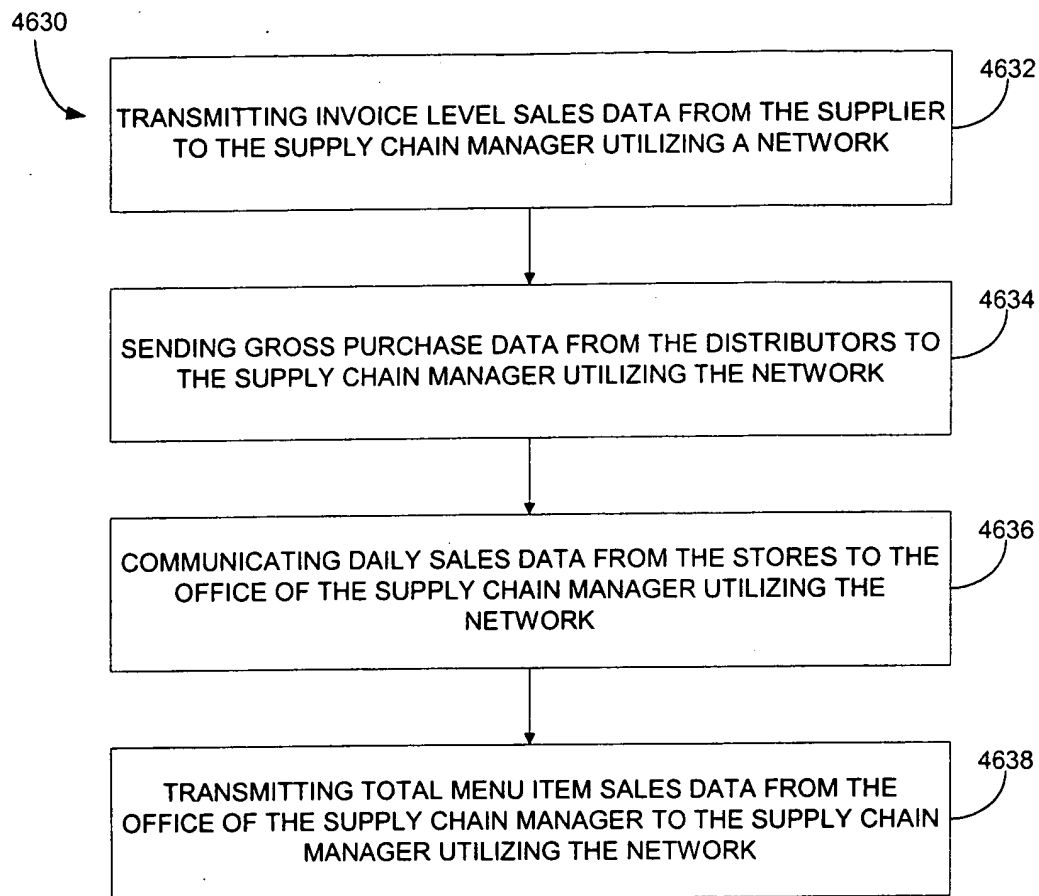 4630
4632
TRANSMITTING INVOICE LEVEL SALES DATA FROM THE SUPPLIER
TO THE SUPPLY CHAIN MANAGER UTILIZING A NETWORK
4634
SENDING GROSS PURCHASE DATA FROM THE DISTRIBUTORS TO
THE SUPPLY CHAIN MANAGER UTILIZING THE NETWORK
4636
COMMUNICATING DAILY SALES DATA FROM THE STORES TO THE
OFFICE OF THE SUPPLY CHAIN MANAGER UTILIZING THE
NETWORK
4638
TRANSMITTING TOTAL MENU ITEM SALES DATA FROM THE
OFFICE OF THE SUPPLY CHAIN MANAGER TO THE SUPPLY CHAIN
MANAGER UTILIZING THE NETWORK